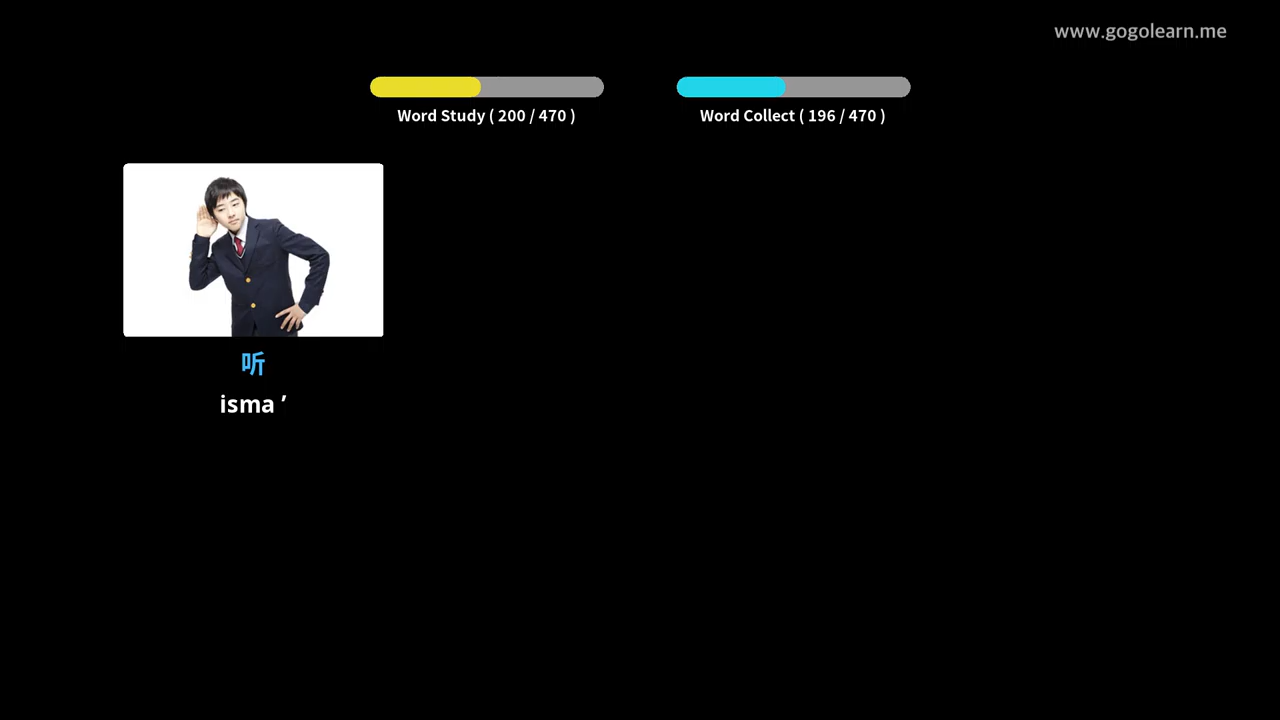 www.gogolearn.me
Word Study ( 200 / 470 )
Word Collect ( 196 / 470 )
听
isma ’